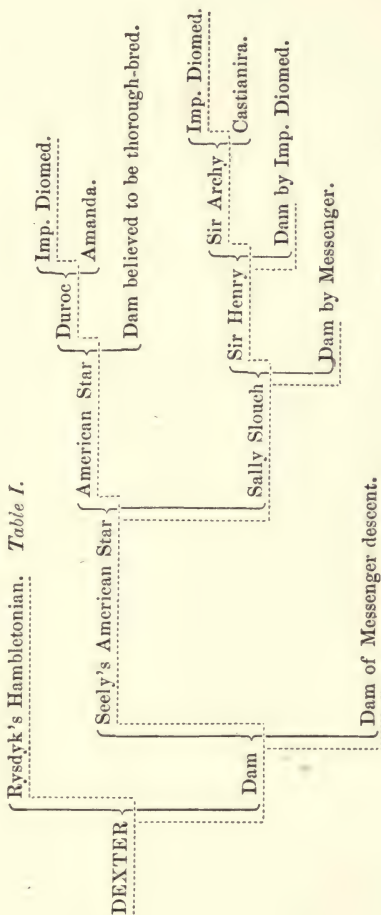 Table I.
Rysdyk's Hambletonian.
DEXTER
Dam
Seely's American Star
Dam of Messenger descent.
American Star
Sally Slouch
Duroc
Dam believed to be thorough-bred.
Sir Henry
Dam by Messenger.
Imp. Diomed.
Amanda.
Sir Archy
Dam by Imp. Diomed.
Imp. Diomed.
Castianira.